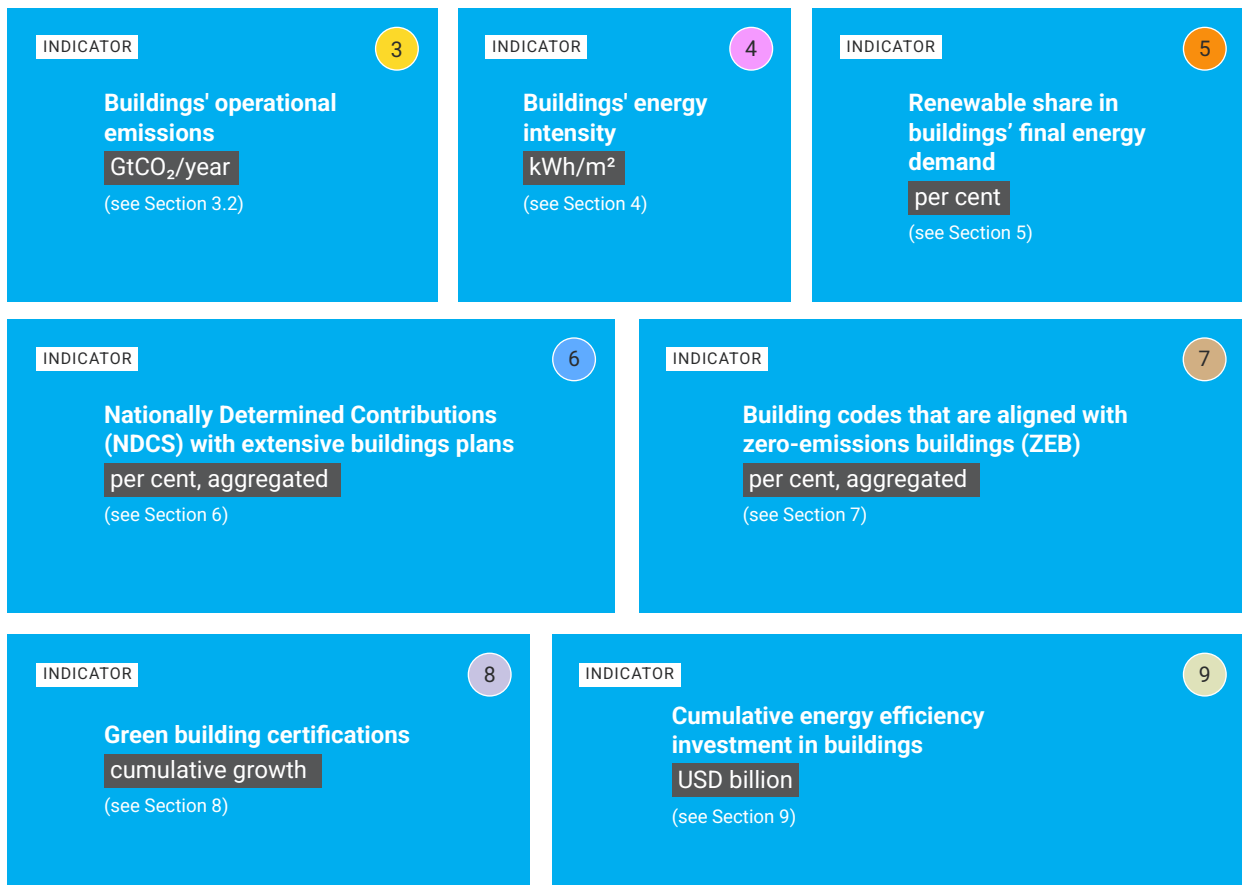 INDICATOR
3
Buildings' operational
emissions
GtCO₂/year
(see Section 3.2)
INDICATOR
4
Buildings' energy
intensity
kWh/m²
(see Section 4)
INDICATOR
5
Renewable share in
buildings’ final energy
demand
per cent
(see Section 5)
INDICATOR
6
Nationally Determined Contributions
(NDCS) with extensive buildings plans
per cent, aggregated
(see Section 6)
INDICATOR
7
Building codes that are aligned with
zero-emissions buildings (ZEB)
per cent, aggregated
(see Section 7)
INDICATOR
8
Green building certifications
cumulative growth
(see Section 8)
INDICATOR
9
Cumulative energy efficiency
investment in buildings
USD billion
(see Section 9)